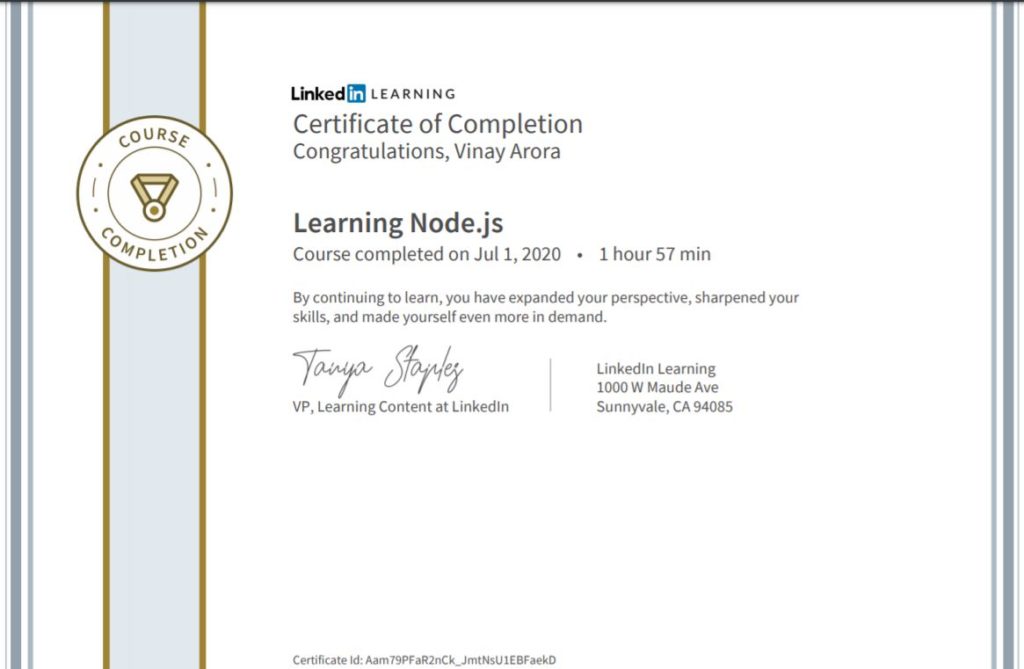 LinkedIn LEARNING
Certificate of Completion
Congratulations, Vinay Arora
COURSE
COMPLETION
Learning Node.js
Course completed on Jul 1, 2020 • 1 hour 57 min
By continuing to learn, you have expanded your perspective, sharpened your
skills, and made yourself even more in demand.
Tanya Staples
VP, Learning Content at LinkedIn
LinkedIn Learning
1000 W Maude Ave
Sunnyvale, CA 94085
Certificate Id: Aam79PFaR2nCk_JmtNsU1EBFaekD